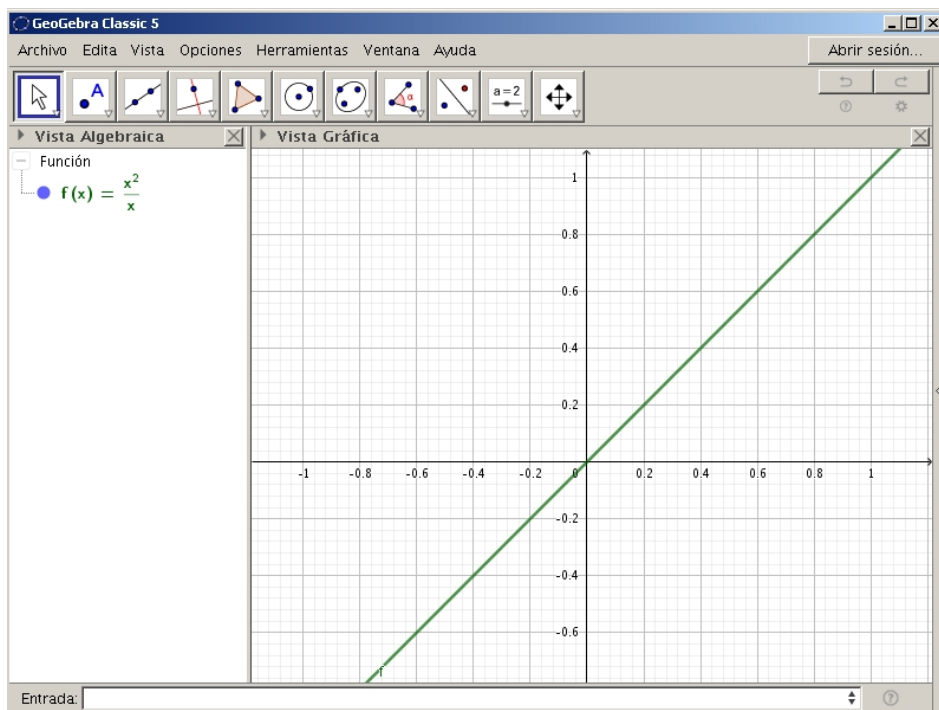 GeoGebra Classic 5
Archivo Edita Vista Opciones Herramientas Ventana Ayuda Abrir sesión...
A α a=2
Vista Algebraica Vista Gráfica
Función
f(x) = x²/x
1
0.8
0.6
0.4
0.2
-1 -0.8 -0.6 -0.4 -0.2 0 0.2 0.4 0.6 0.8 1
-0.2
-0.4
-0.6
f
Entrada: